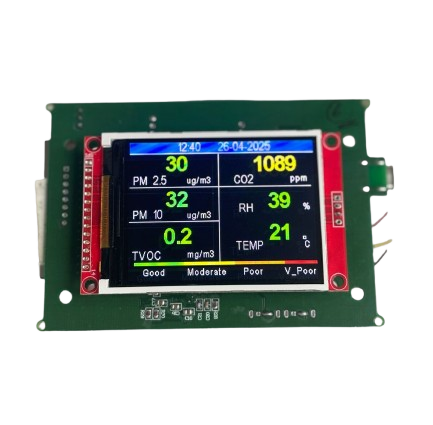 12:40 26-04-2025
30
PM 2.5 ug/m3
1089
CO2 ppm
32
PM 10 ug/m3
RH 39 %
0.2
TVOC mg/m3
21
TEMP °C
Good Moderate Poor V_Poor